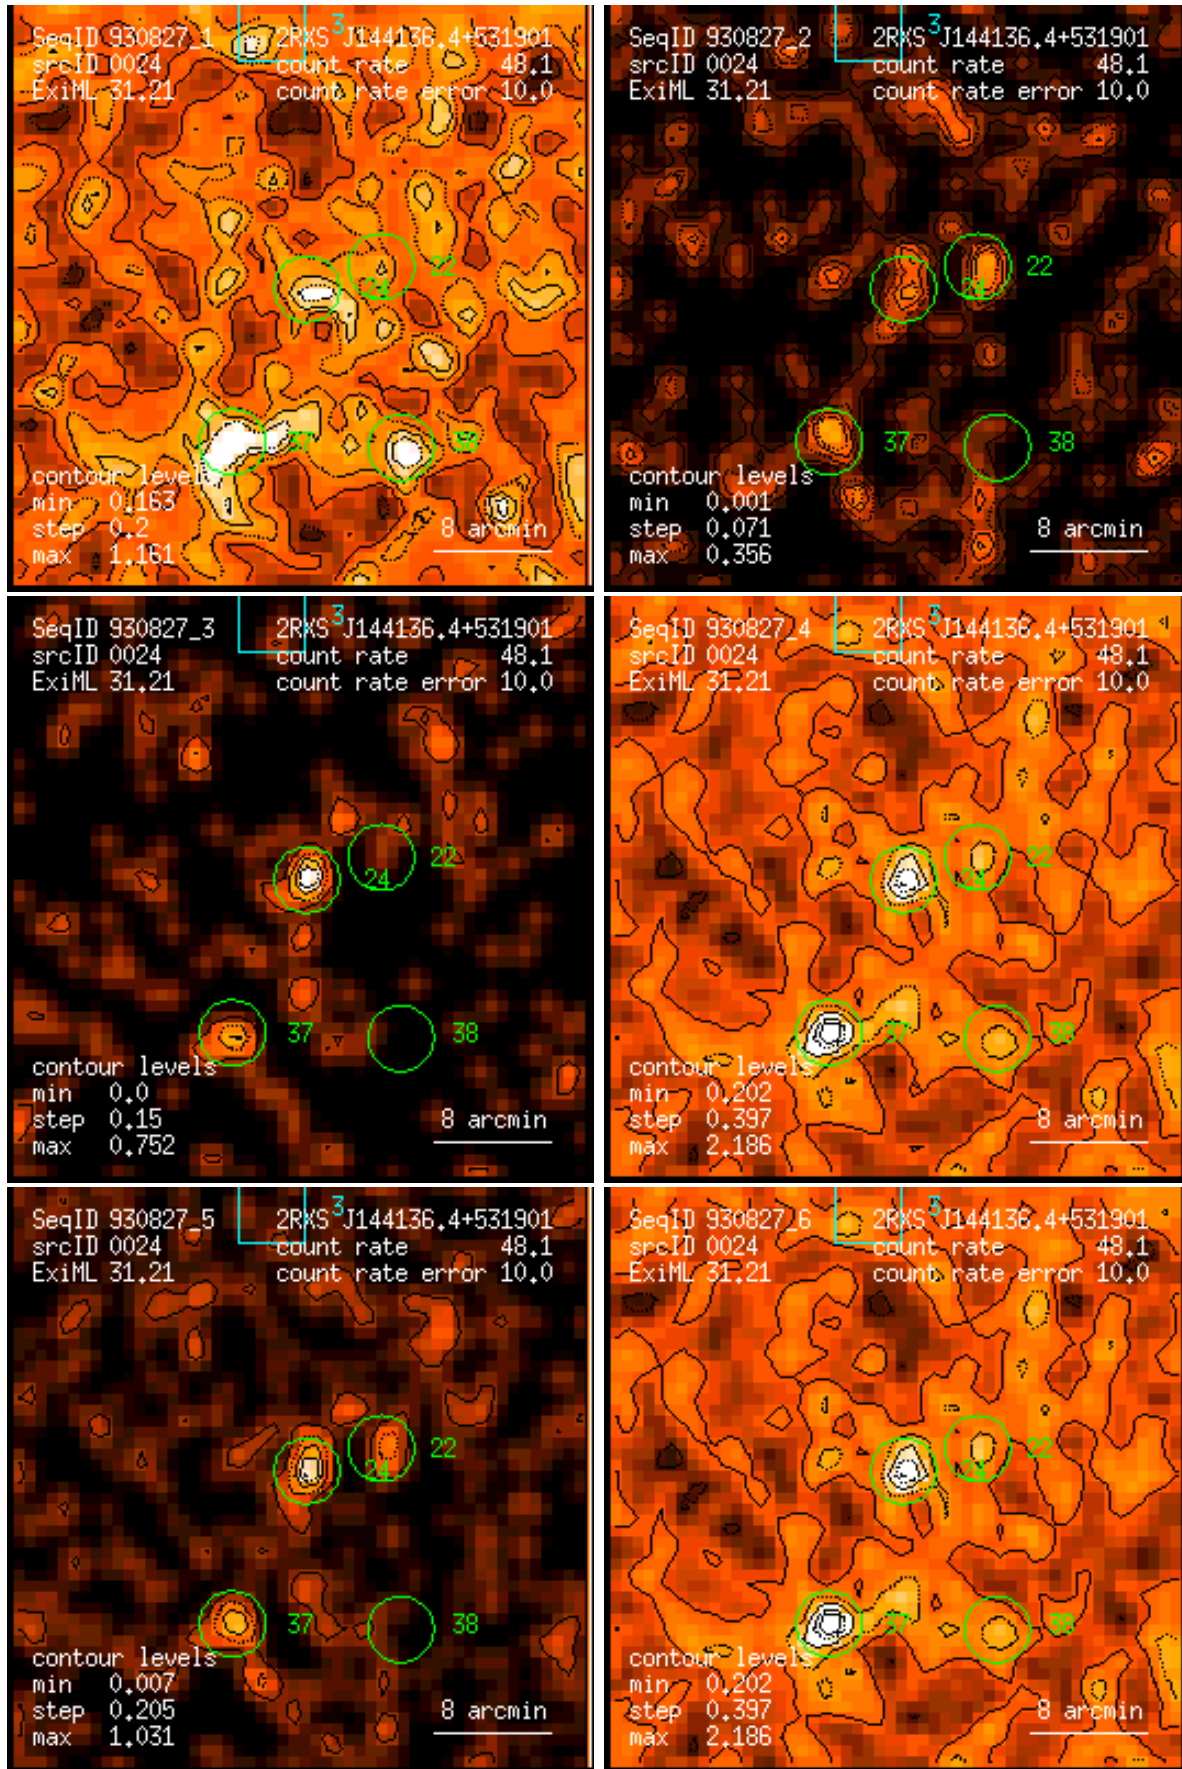 SeqID 930827_1 2RXS J144136.4+531901
3
srcID 0024 count rate 48.1
ExiML 31.21 count rate error 10.0
22
24
37 38
contour levels
min 0.163
step 0.2 8 arcmin
max 1.161
SeqID 930827_2 2RXS J144136.4+531901
3
srcID 0024 count rate 48.1
ExiML 31.21 count rate error 10.0
22
24
37 38
contour levels
min 0.001
step 0.071 8 arcmin
max 0.356
SeqID 930827_3 2RXS J144136.4+531901
3
srcID 0024 count rate 48.1
ExiML 31.21 count rate error 10.0
22
24
37 38
contour levels
min 0.0
step 0.15 8 arcmin
max 0.752
SeqID 930827_4 2RXS J144136.4+531901
3
srcID 0024 count rate 48.1
ExiML 31.21 count rate error 10.0
22
24
37 38
contour levels
min 0.202
step 0.397 8 arcmin
max 2.186
SeqID 930827_5 2RXS J144136.4+531901
3
srcID 0024 count rate 48.1
ExiML 31.21 count rate error 10.0
22
24
37 38
contour levels
min 0.007
step 0.205 8 arcmin
max 1.031
SeqID 930827_6 2RXS J144136.4+531901
3
srcID 0024 count rate 48.1
ExiML 31.21 count rate error 10.0
22
24
37 38
contour levels
min 0.202
step 0.397 8 arcmin
max 2.186